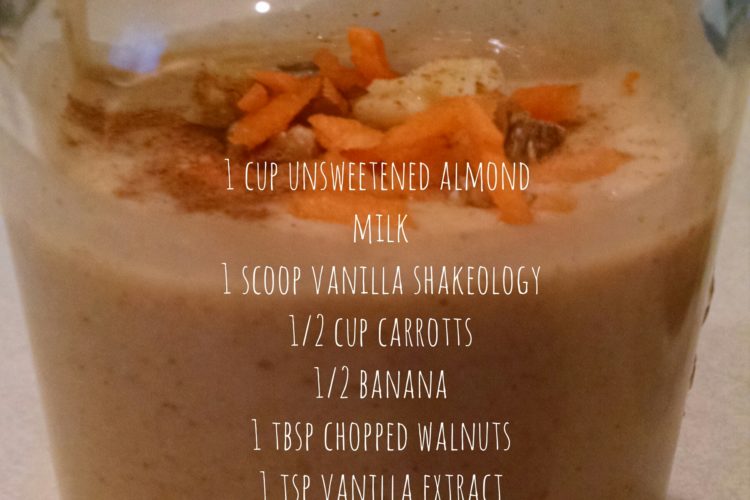 1 CUP UNSWEETENED ALMOND
MILK
1 SCOOP VANILLA SHAKEOLOGY
1/2 CUP CARROTTS
1/2 BANANA
1 TBSP CHOPPED WALNUTS
1 TSP VANILLA EXTRACT